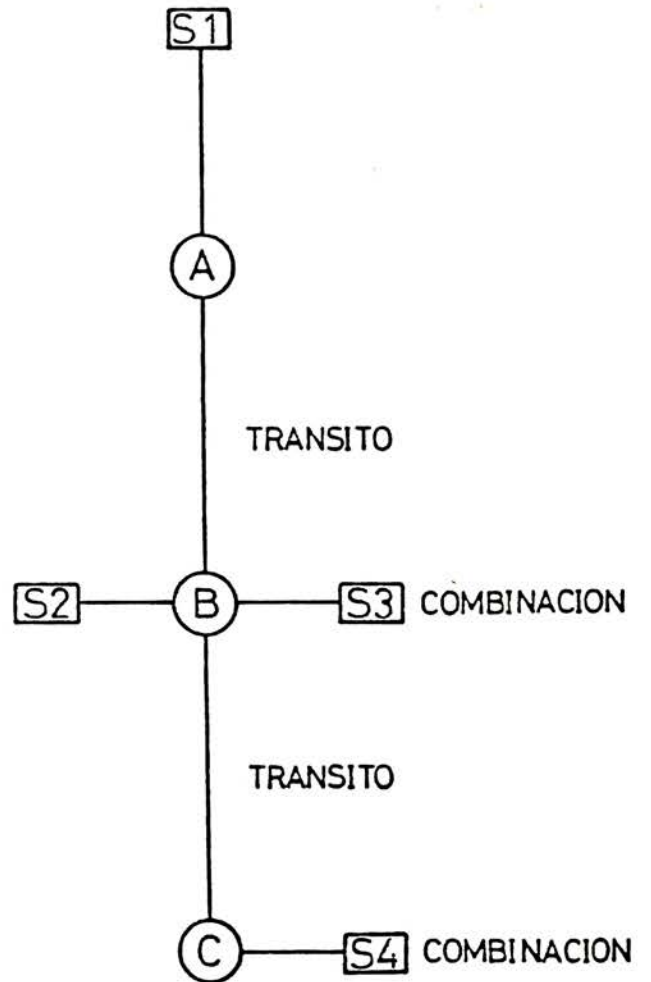 S1
A
TRANSITO
S2 B S3 COMBINACION
TRANSITO
C S4 COMBINACION